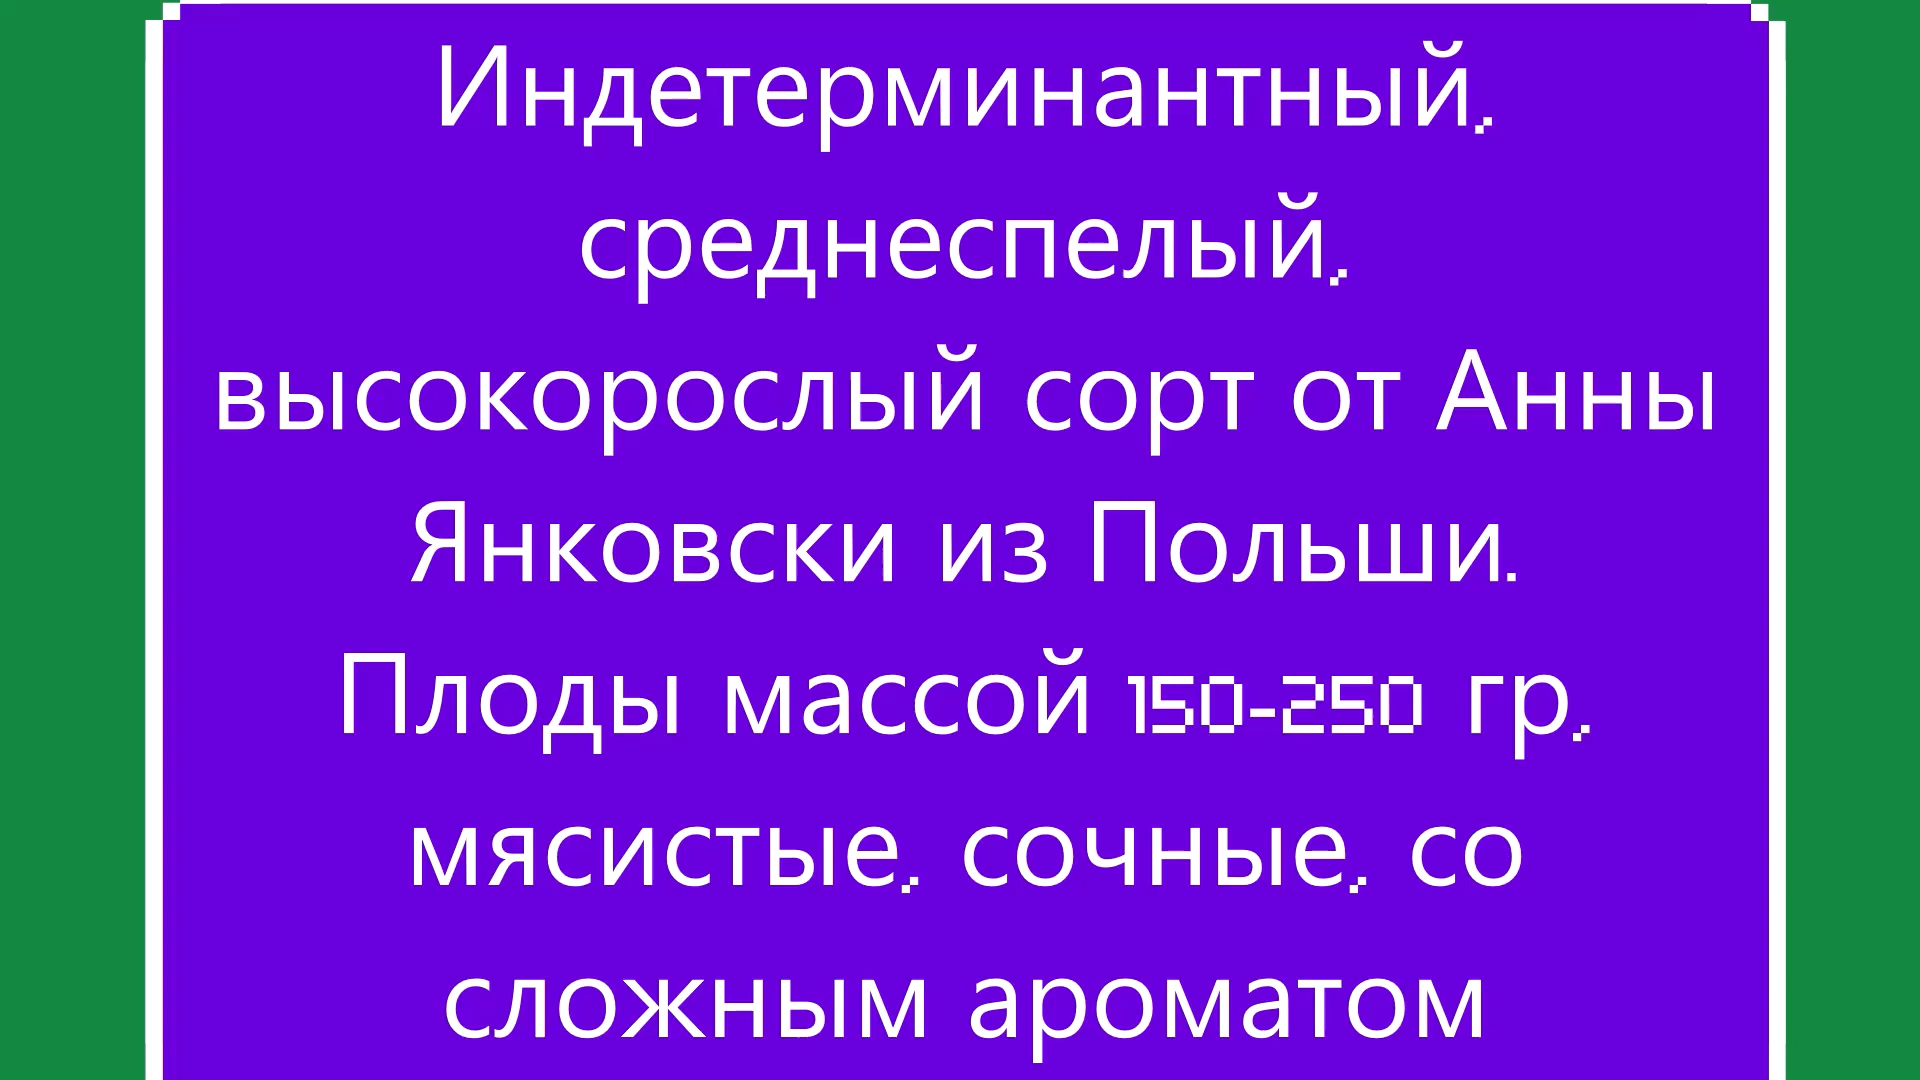 Индетерминантный,
среднеспелый,
высокорослый сорт от Анны
Янковски из Польши.
Плоды массой 150-250 гр,
мясистые, сочные, со
сложным ароматом